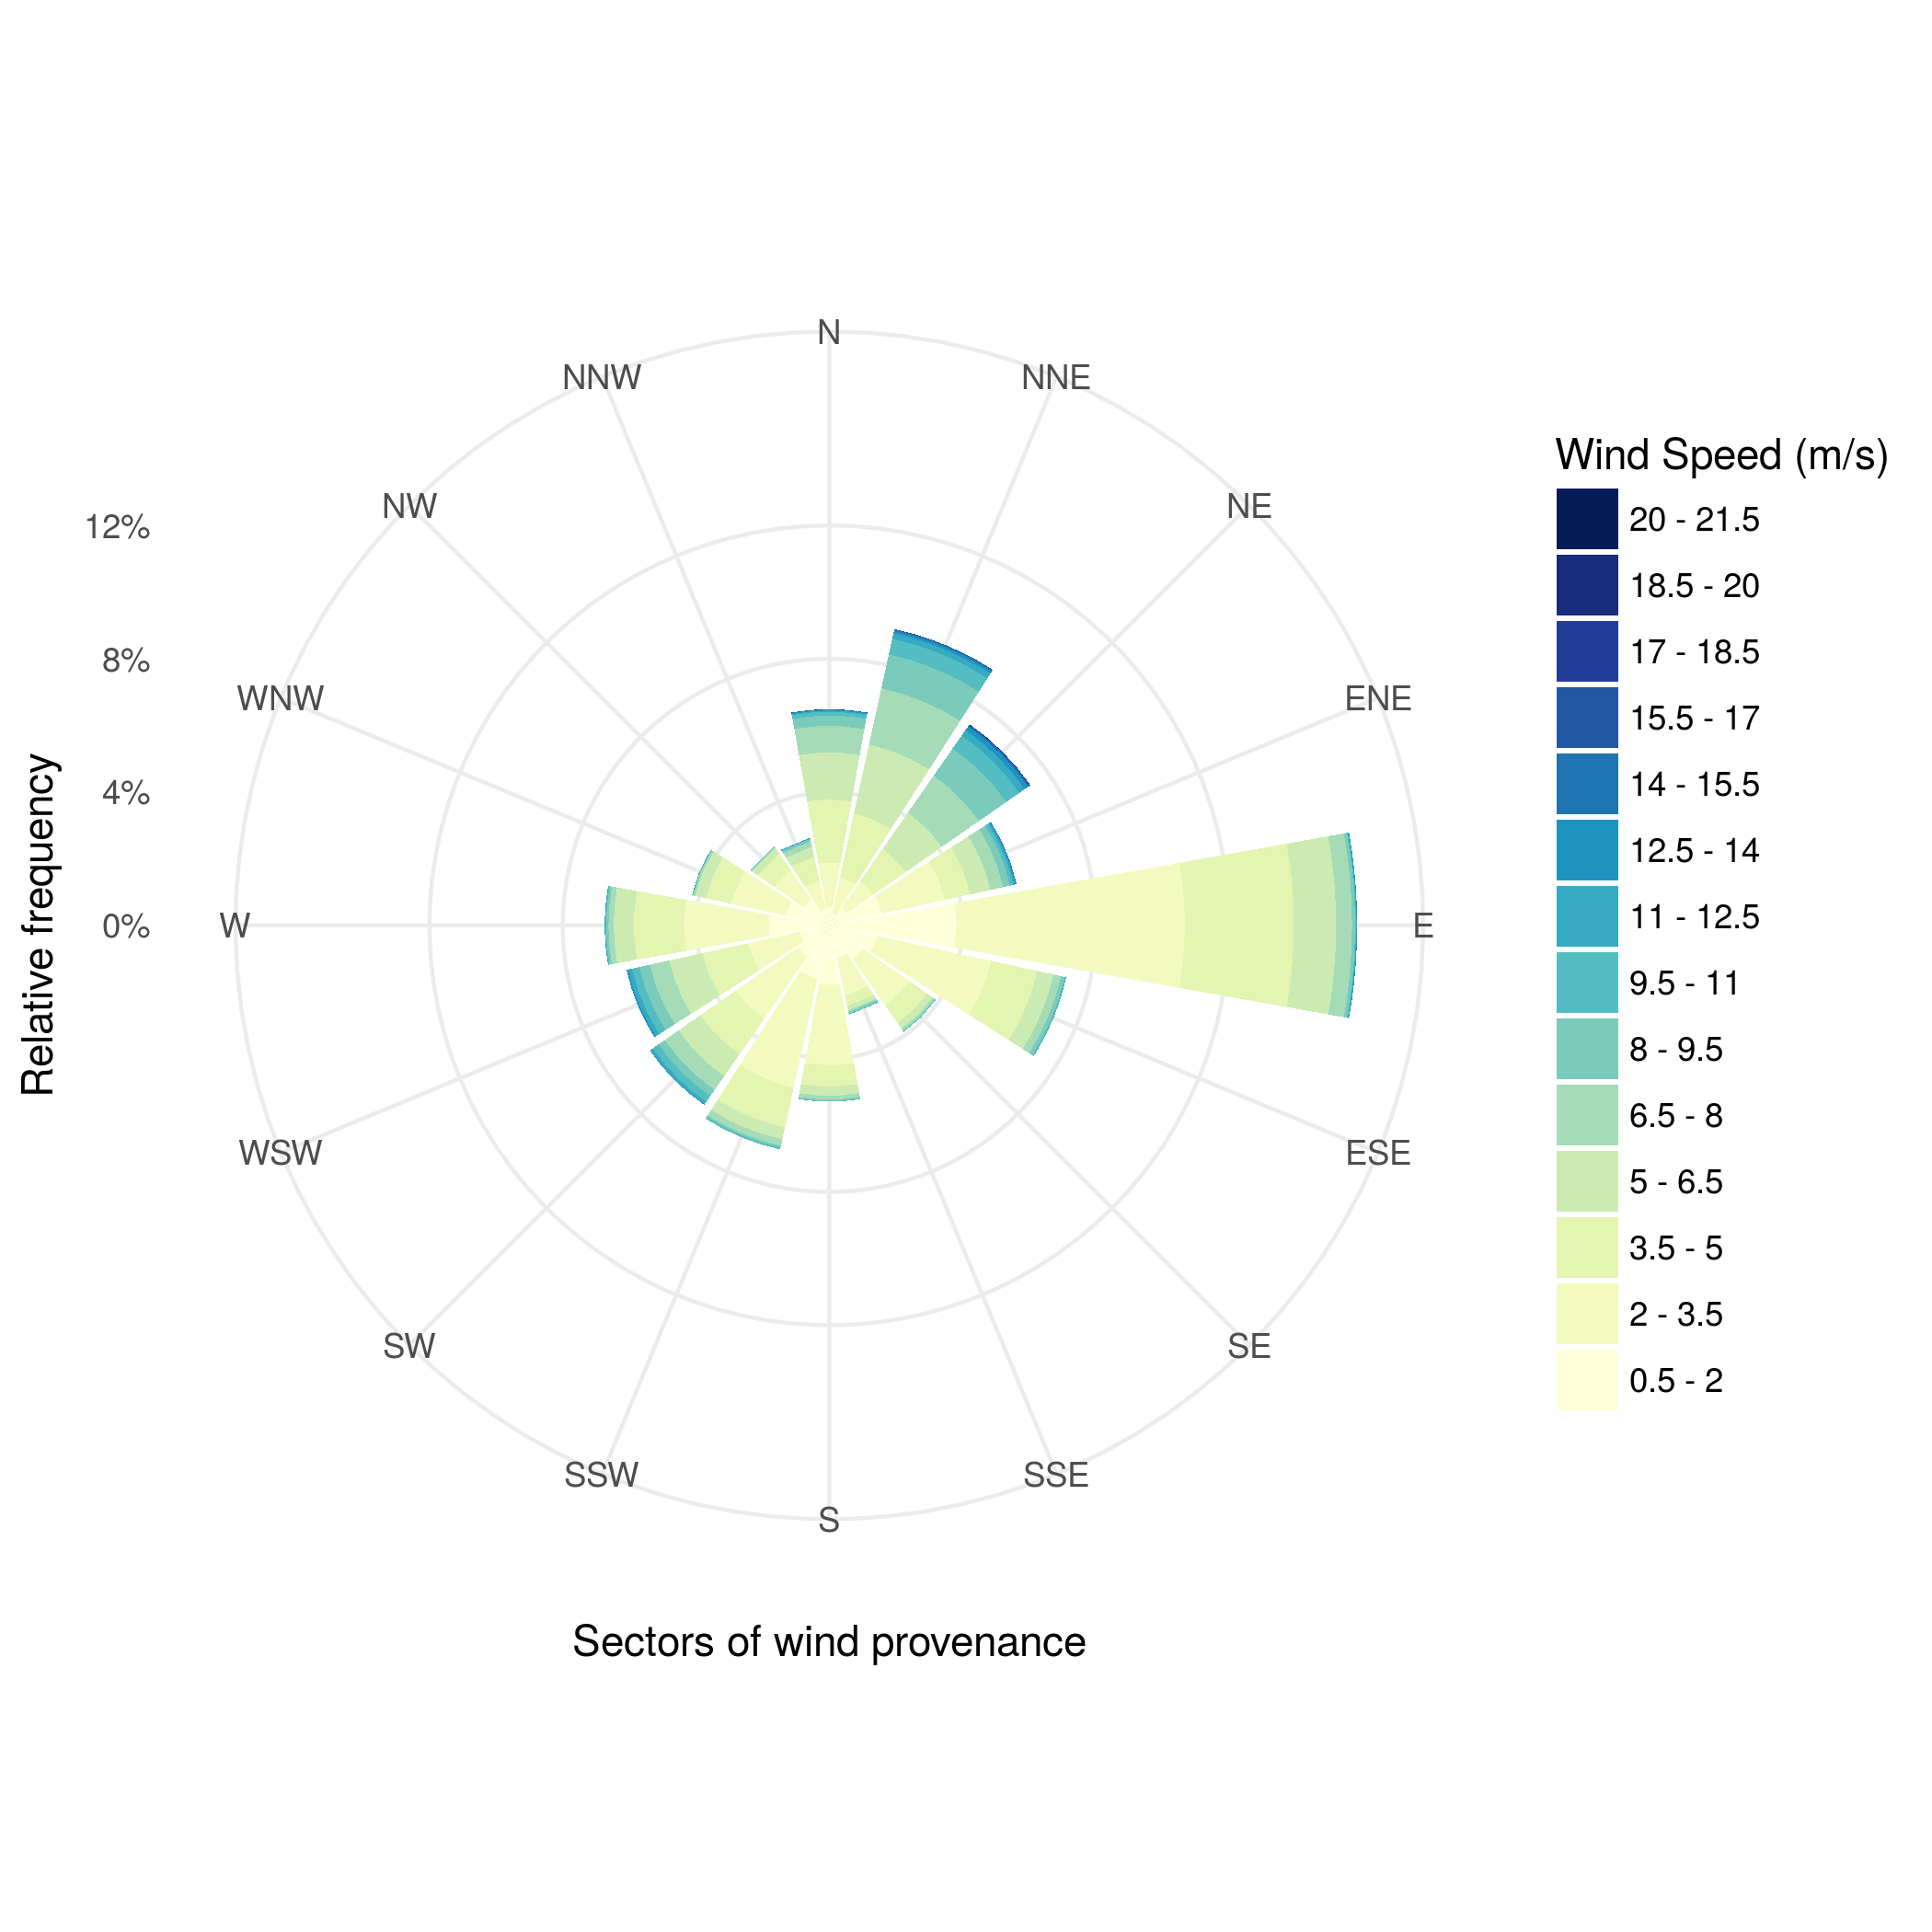 N
NNW
NNE
NW
NE
WNW
ENE
W
E
WSW
ESE
SW
SE
SSW
SSE
S
12%
8%
4%
0%
Relative frequency
Sectors of wind provenance
Wind Speed (m/s)
20 - 21.5
18.5 - 20
17 - 18.5
15.5 - 17
14 - 15.5
12.5 - 14
11 - 12.5
9.5 - 11
8 - 9.5
6.5 - 8
5 - 6.5
3.5 - 5
2 - 3.5
0.5 - 2